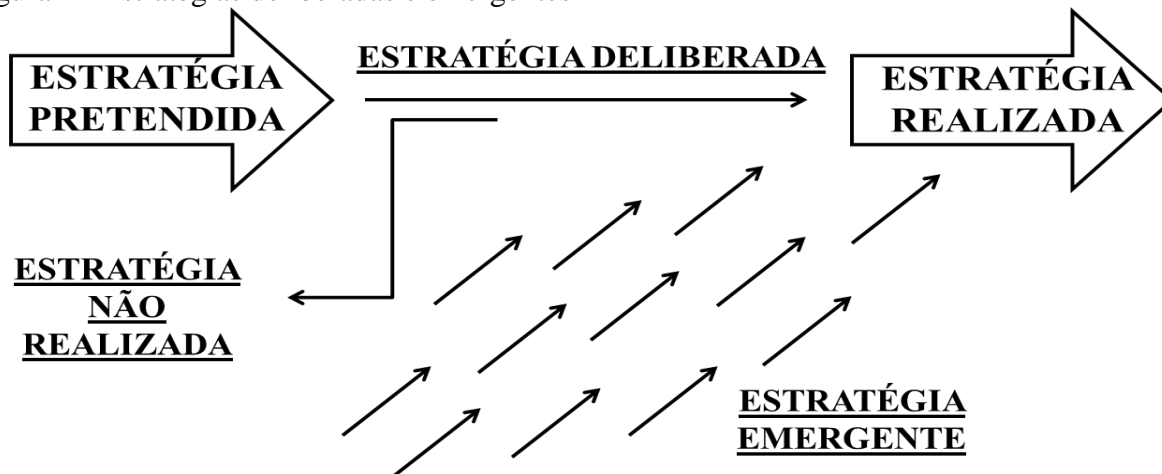 ESTRATÉGIA DELIBERADA
ESTRATÉGIA
PRETENDIDA
ESTRATÉGIA
REALIZADA
ESTRATÉGIA
NÃO
REALIZADA
ESTRATÉGIA
EMERGENTE